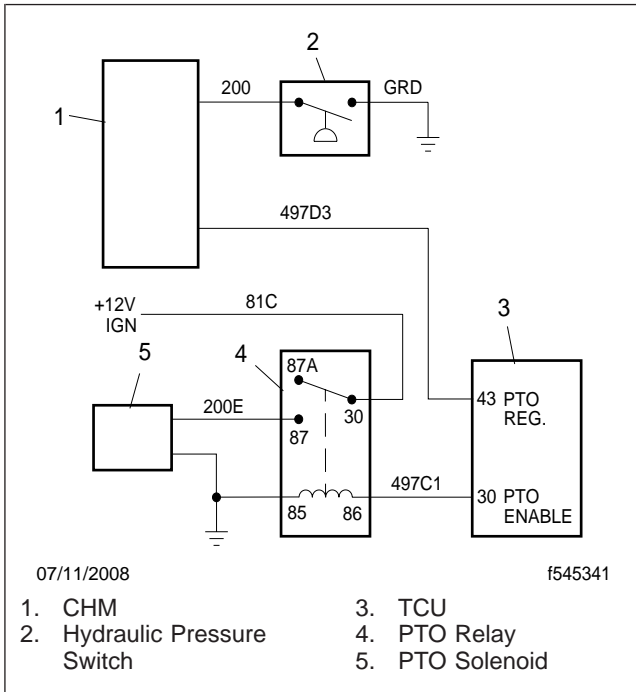 2
200
GRD
1
497D3
+12V
IGN
81C
3
5
4
87A
200E
87
30
43 PTO
REG.
497C1
85
86
30 PTO
ENABLE
07/11/2008
f545341
1. CHM
2. Hydraulic Pressure
Switch
3. TCU
4. PTO Relay
5. PTO Solenoid